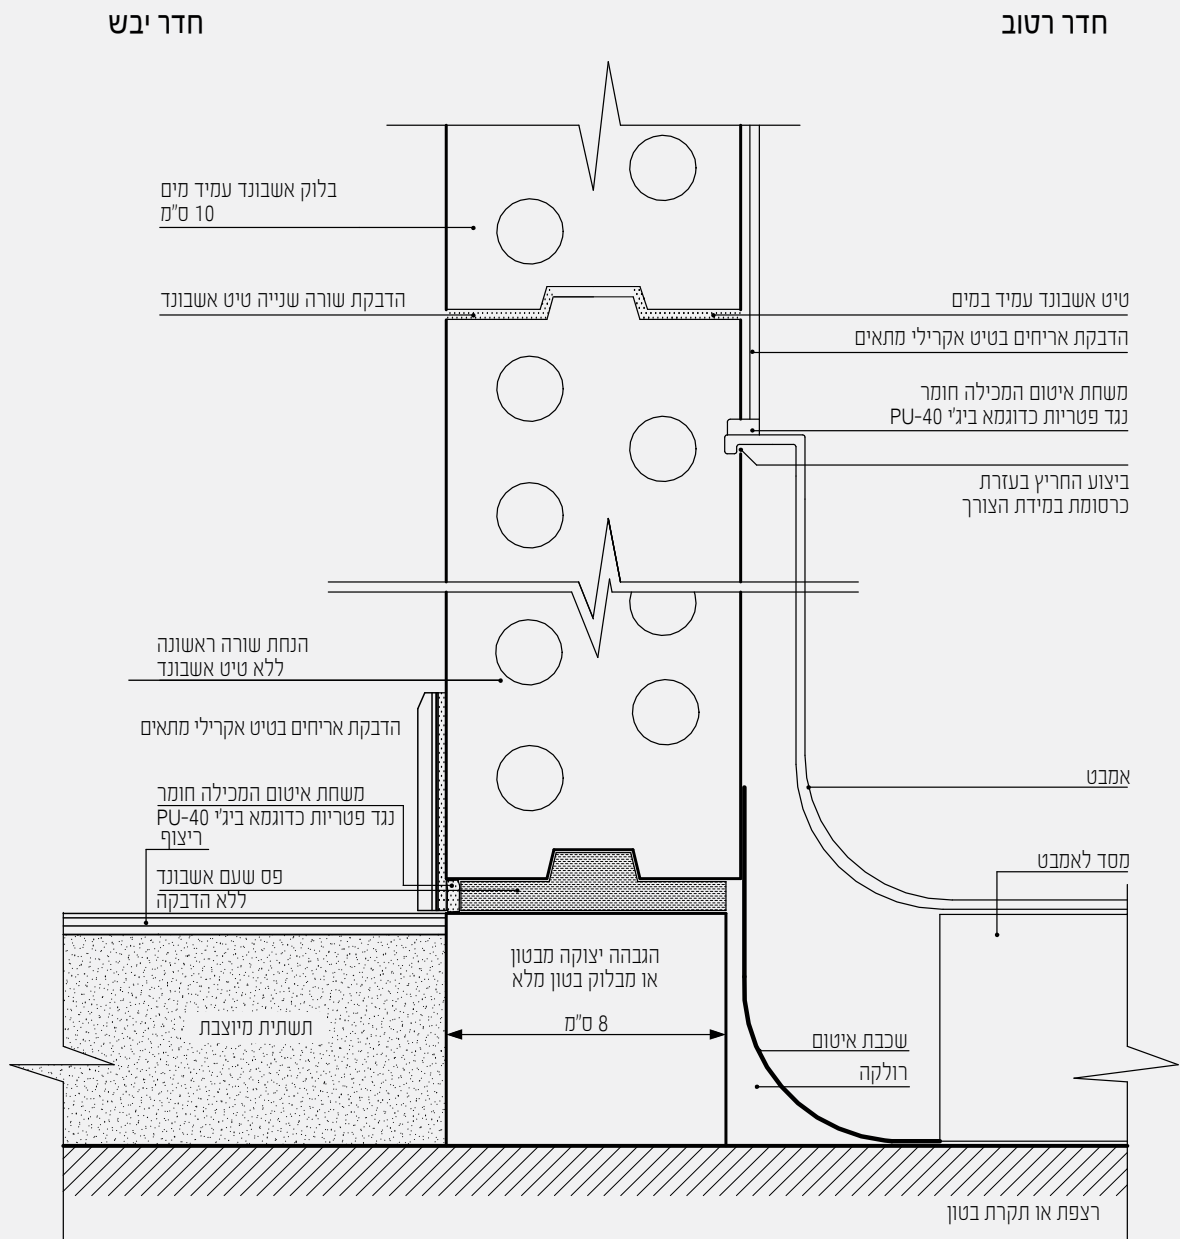 חדר רטוב
חדר יבש
בלוק אשבונד עמיד מים
10 ס"מ
טיט אשבונד עמיד במים
הדבקת שורה שנייה טיט אשבונד
הדבקת אריחים בטיט אקרילי מתאים
משחת איטום המכילה חומר
נגד פטריות כדוגמא ביג'י PU-40
ביצוע החריץ בעזרת
כרסומת במידת הצורך
הנחת שורה ראשונה
ללא טיט אשבונד
הדבקת אריחים בטיט אקרילי מתאים
אמבט
משחת איטום המכילה חומר
נגד פטריות כדוגמא ביג'י PU-40
ריצוף
מסד לאמבט
פס שעם אשבונד
ללא הדבקה
הגבהה יצוקה מבטון
או מבלוק בטון מלא
8 ס"מ
תשתית מיוצבת
שכבת איטום
רולקה
רצפת או תקרת בטון